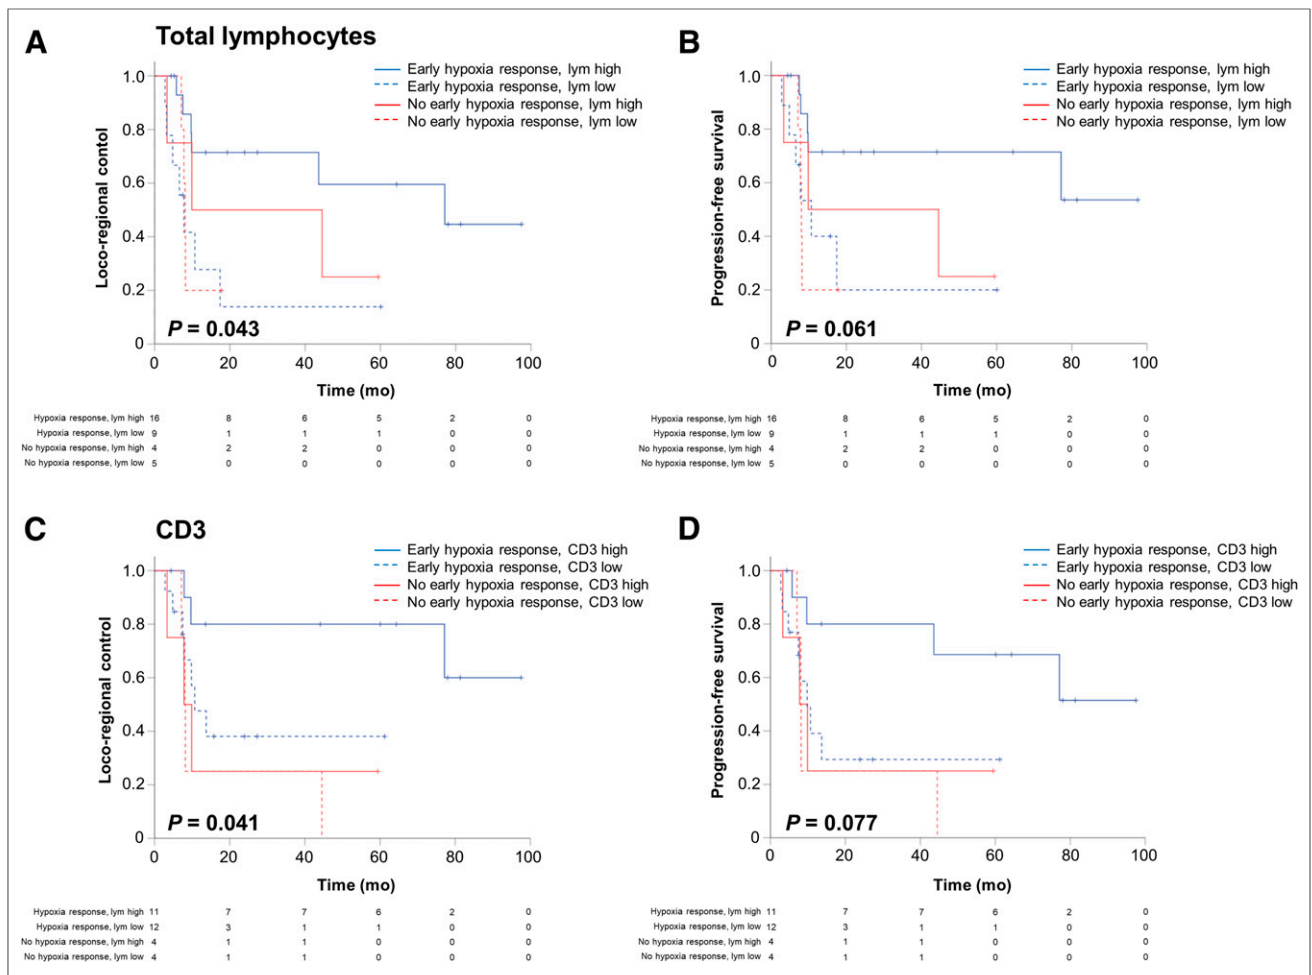 A Total lymphocytes
Early hypoxia response, lym high
Early hypoxia response, lym low
No early hypoxia response, lym high
No early hypoxia response, lym low
Loco-regional contol
1.0
0.8
0.6
0.4
0.2
0
P = 0.043
0 20 40 60 80 100
Time (mo)
Hypoxia response, lym high 16 8 6 5 2 0
Hypoxia response, lym low 9 1 1 1 0 0
No hypoxia response, lym high 4 2 2 0 0 0
No hypoxia response, lym low 5 0 0 0 0 0
B
Early hypoxia response, lym high
Early hypoxia response, lym low
No early hypoxia response, lym high
No early hypoxia response, lym low
Progression-free survival
1.0
0.8
0.6
0.4
0.2
0
P = 0.061
0 20 40 60 80 100
Time (mo)
Hypoxia response, lym high 16 8 6 5 2 0
Hypoxia response, lym low 9 1 1 1 0 0
No hypoxia response, lym high 4 2 2 0 0 0
No hypoxia response, lym low 5 0 0 0 0 0
C CD3
Early hypoxia response, CD3 high
Early hypoxia response, CD3 low
No early hypoxia response, CD3 high
No early hypoxia response, CD3 low
Loco-regional control
1.0
0.8
0.6
0.4
0.2
0
P = 0.041
0 20 40 60 80 100
Time (mo)
Hypoxia response, lym high 11 7 7 6 2 0
Hypoxia response, lym low 12 3 1 1 0 0
No hypoxia response, lym high 4 1 1 0 0 0
No hypoxia response, lym low 4 1 1 0 0 0
D
Early hypoxia response, CD3 high
Early hypoxia response, CD3 low
No early hypoxia response, CD3 high
No early hypoxia response, CD3 low
Progression-free survival
1.0
0.8
0.6
0.4
0.2
0
P = 0.077
0 20 40 60 80 100
Time (mo)
Hypoxia response, lym high 11 7 7 6 2 0
Hypoxia response, lym low 12 3 1 1 0 0
No hypoxia response, lym high 4 1 1 0 0 0
No hypoxia response, lym low 4 1 1 0 0 0